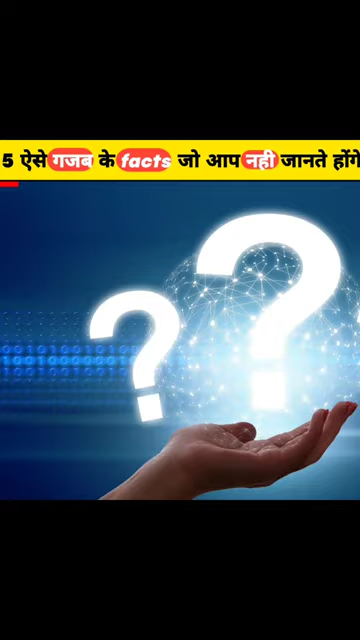 5 ऐसे गजब के facts जो आप नही जानते होंगे
? ?